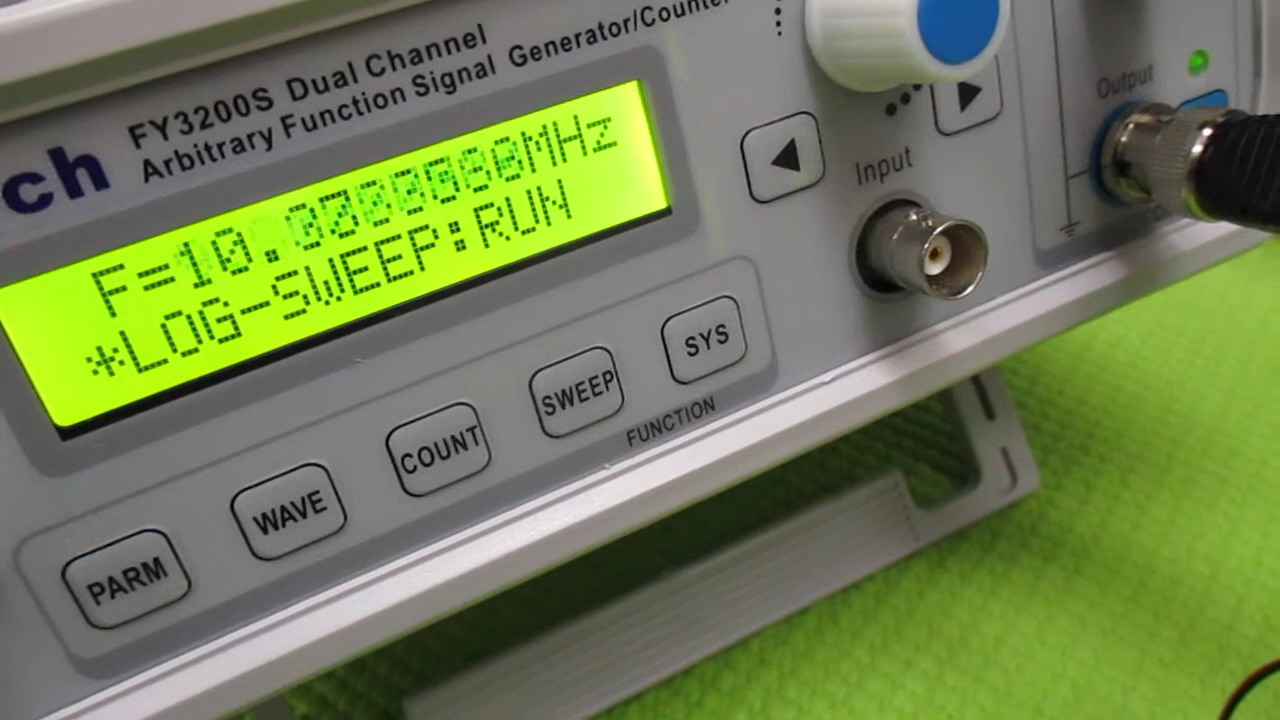 ch
FY3200S Dual Channel
Arbitrary Function Signal Generator/Counter
F=10.0000000MHz
*LOG-SWEEP:RUN
Input
Output
PARM
WAVE
COUNT
SWEEP
SYS
FUNCTION